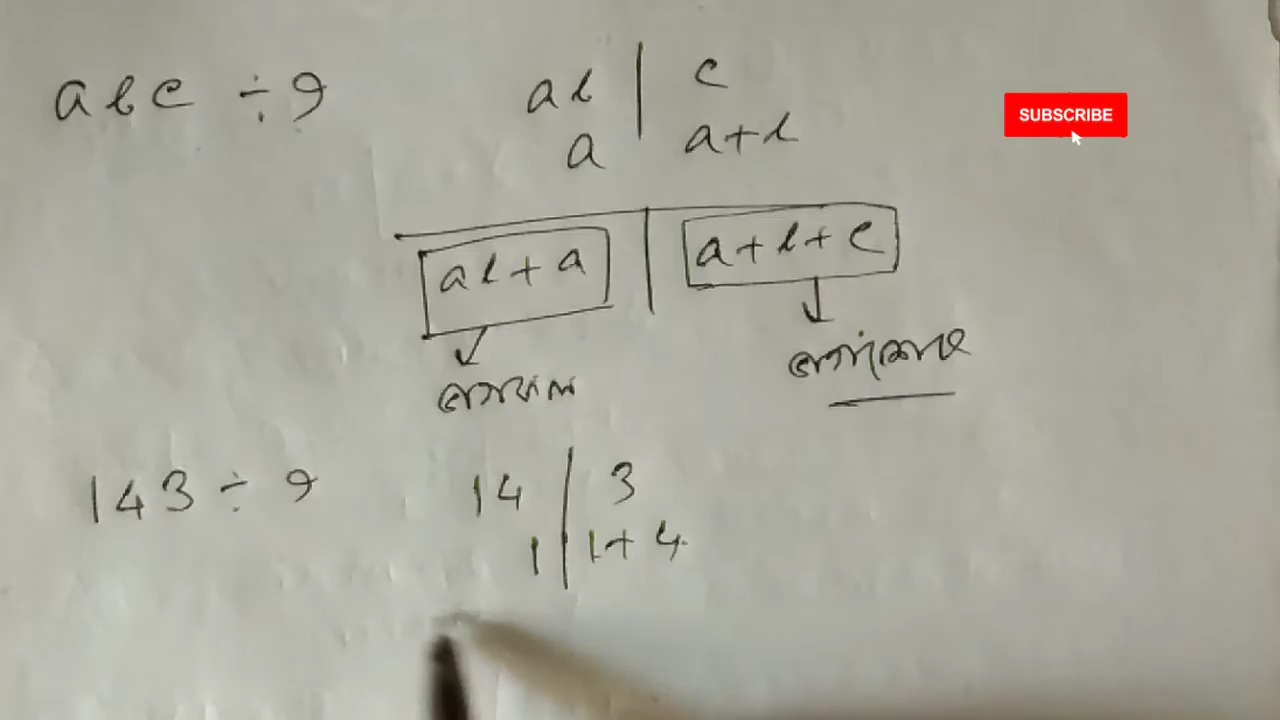 abc ÷ 9
ab | c
SUBSCRIBE
a | a+b
ab+a | a+b+c
143 ÷ 9
14 | 3
1 | 1+4